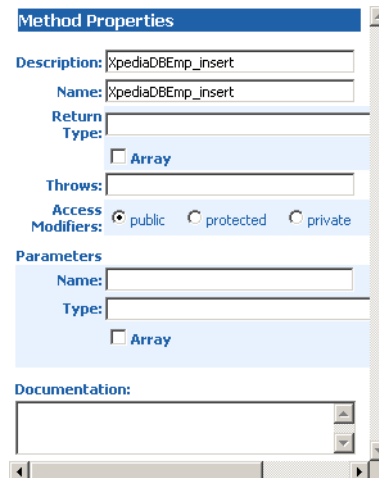 Method Properties
Description: XpediaDBEmp_insert
Name: XpediaDBEmp_insert
Return
Type:
Array
Throws:
Access
Modifiers: public protected private
Parameters
Name:
Type:
Array
Documentation: